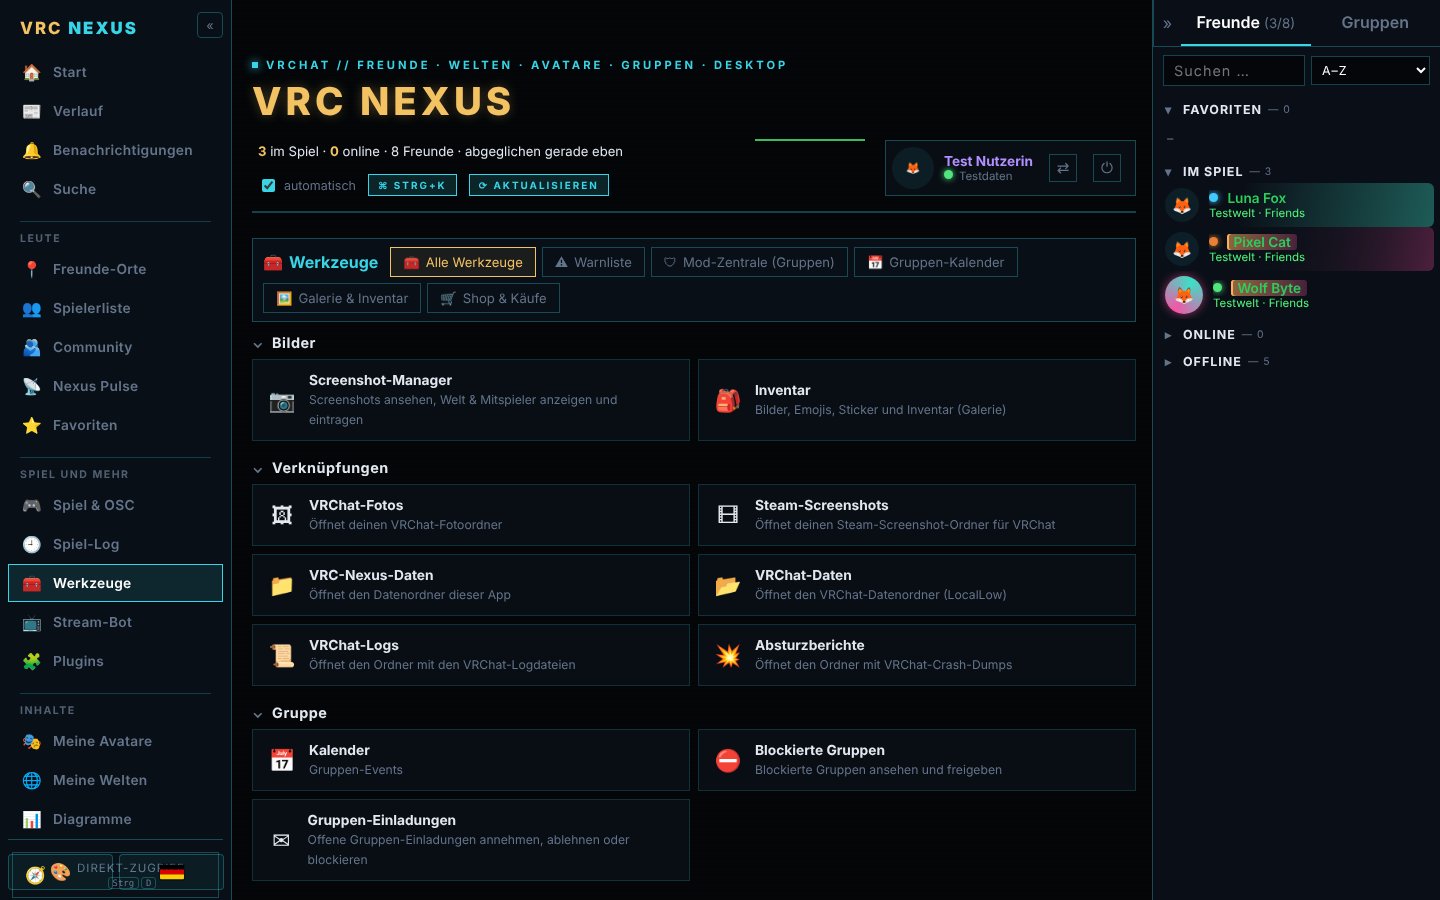 VRC NEXUS
«
Start
Verlauf
Benachrichtigungen
Suche
LEUTE
Freunde-Orte
Spielerliste
Community
Nexus Pulse
Favoriten
SPIEL UND MEHR
Spiel & OSC
Spiel-Log
Werkzeuge
Stream-Bot
Plugins
INHALTE
Meine Avatare
Meine Welten
Diagramme
Strg D
VRCHAT // FREUNDE · WELTEN · AVATARE · GRUPPEN · DESKTOP
VRC NEXUS
3 im Spiel · 0 online · 8 Freunde · abgeglichen gerade eben
automatisch
⌘ STRG+K
⟳ AKTUALISIEREN
Test Nutzerin
Testdaten
Werkzeuge
Alle Werkzeuge
Warnliste
Mod-Zentrale (Gruppen)
Gruppen-Kalender
Galerie & Inventar
Shop & Käufe
Bilder
Screenshot-Manager
Screenshots ansehen, Welt & Mitspieler anzeigen und
eintragen
Inventar
Bilder, Emojis, Sticker und Inventar (Galerie)
Verknüpfungen
VRChat-Fotos
Öffnet deinen VRChat-Fotoordner
Steam-Screenshots
Öffnet deinen Steam-Screenshot-Ordner für VRChat
VRC-Nexus-Daten
Öffnet den Datenordner dieser App
VRChat-Daten
Öffnet den VRChat-Datenordner (LocalLow)
VRChat-Logs
Öffnet den Ordner mit den VRChat-Logdateien
Absturzberichte
Öffnet den Ordner mit VRChat-Crash-Dumps
Gruppe
Kalender
Gruppen-Events
Blockierte Gruppen
Blockierte Gruppen ansehen und freigeben
Gruppen-Einladungen
Offene Gruppen-Einladungen annehmen, ablehnen oder
blockieren
»
Freunde (3/8)
Gruppen
Suchen ...
A–Z
FAVORITEN — 0
–
IM SPIEL — 3
Luna Fox
Testwelt · Friends
Pixel Cat
Testwelt · Friends
Wolf Byte
Testwelt · Friends
ONLINE — 0
OFFLINE — 5